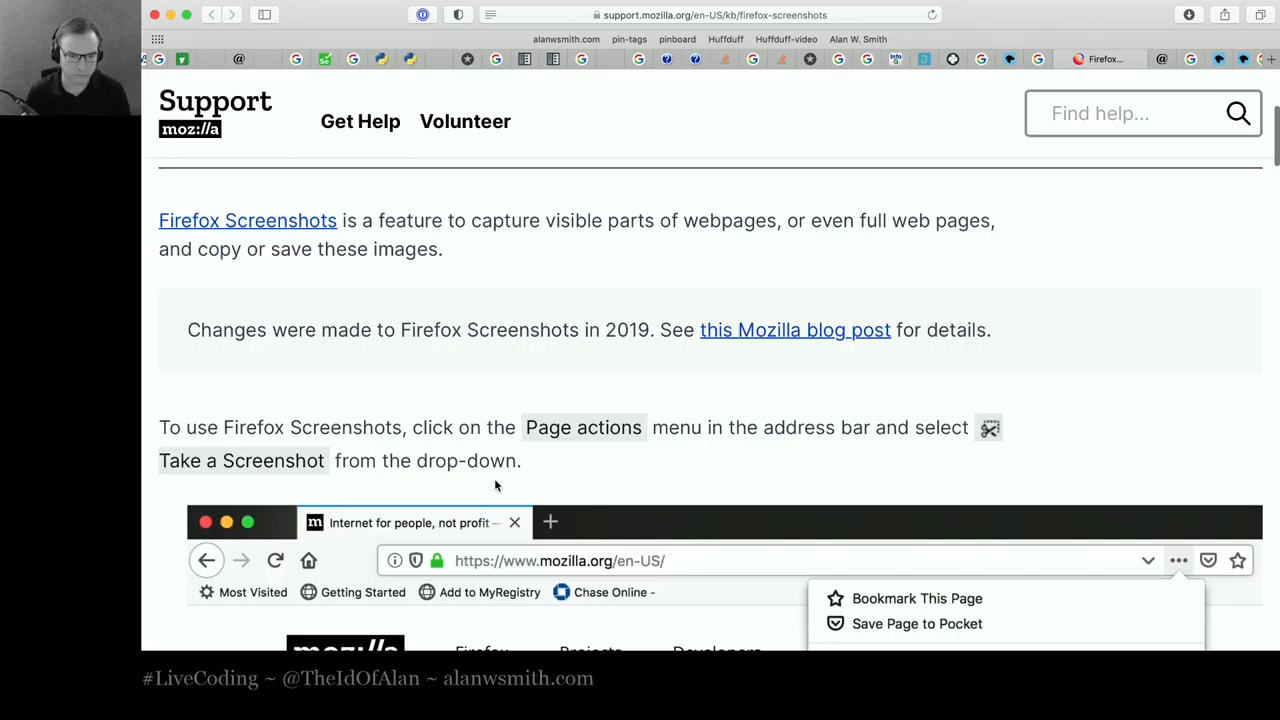 support.mozilla.org/en-US/kb/firefox-screenshots
alanwsmith.com pin-tags pinboard Huffduff Huffduff-video Alan W. Smith
Firefox...
Support
moz://a
Get Help Volunteer
Find help...
Firefox Screenshots is a feature to capture visible parts of webpages, or even full web pages,
and copy or save these images.
Changes were made to Firefox Screenshots in 2019. See this Mozilla blog post for details.
To use Firefox Screenshots, click on the Page actions menu in the address bar and select
Take a Screenshot from the drop-down.
m Internet for people, not profit –
https://www.mozilla.org/en-US/
Most Visited Getting Started Add to MyRegistry Chase Online -
Bookmark This Page
Save Page to Pocket
moz://a Firefox Projects Developers
#LiveCoding ~ @TheIdOfAlan ~ alanwsmith.com